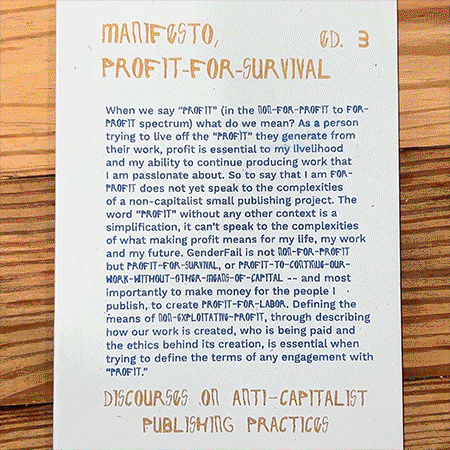 MANIFESTO, ED. 3
PROFIT-FOR-SURVIVAL
When we say "PROFIT" (in the NON-FOR-PROFIT to FOR-
PROFIT spectrum) what do we mean? As a person
trying to live off the "PROFIT" they generate from
their work, profit is essential to my livelihood
and my ability to continue producing work that
I am passionate about. So to say that I am FOR-
PROFIT does not yet speak to the complexities
of a non-capitalist small publishing project. The
word "PROFIT" without any other context is a
simplification, it can't speak to the complexities
of what making profit means for my life, my work
and my future. GenderFail is not NON-FOR-PROFIT
but PROFIT-FOR-SURVIVAL, or PROFIT-TO-CONTINUE-OUR-
WORK-WITHOUT-OTHER-MEANS-OF-CAPITAL -- and most
importantly to make money for the people I
publish, to create PROFIT-FOR-LABOR. Defining the
means of NON-EXPLOITATIVE-PROFIT, through describing
how our work is created, who is being paid and
the ethics behind its creation, is essential when
trying to define the terms of any engagement with
"PROFIT."
DISCOURSES ON ANTI-CAPITALIST
PUBLISHING PRACTICES